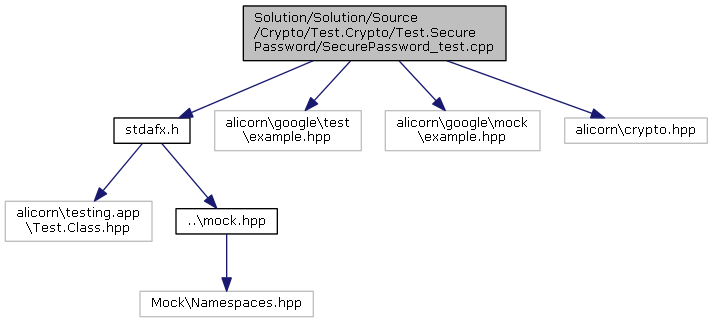 Solution/Solution/Source
/Crypto/Test.Crypto/Test.Secure
Password/SecurePassword_test.cpp
stdafx.h
alicorn\google\test
\example.hpp
alicorn\google\mock
\example.hpp
alicorn\crypto.hpp
alicorn\testing.app
\Test.Class.hpp
..\mock.hpp
Mock\Namespaces.hpp